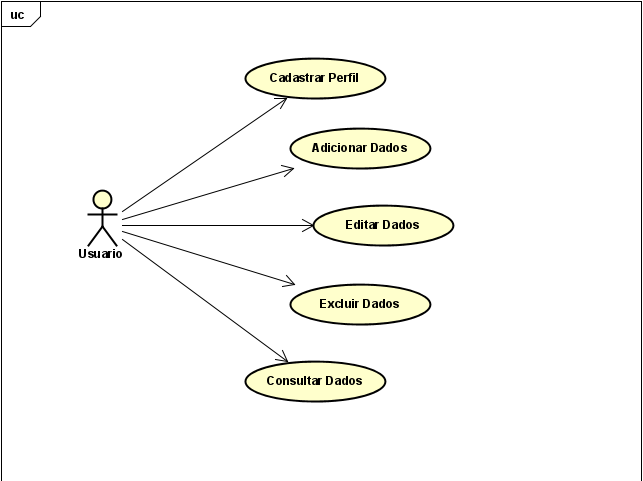 uc
Cadastrar Perfil
Adicionar Dados
Editar Dados
Usuario
Excluir Dados
Consultar Dados